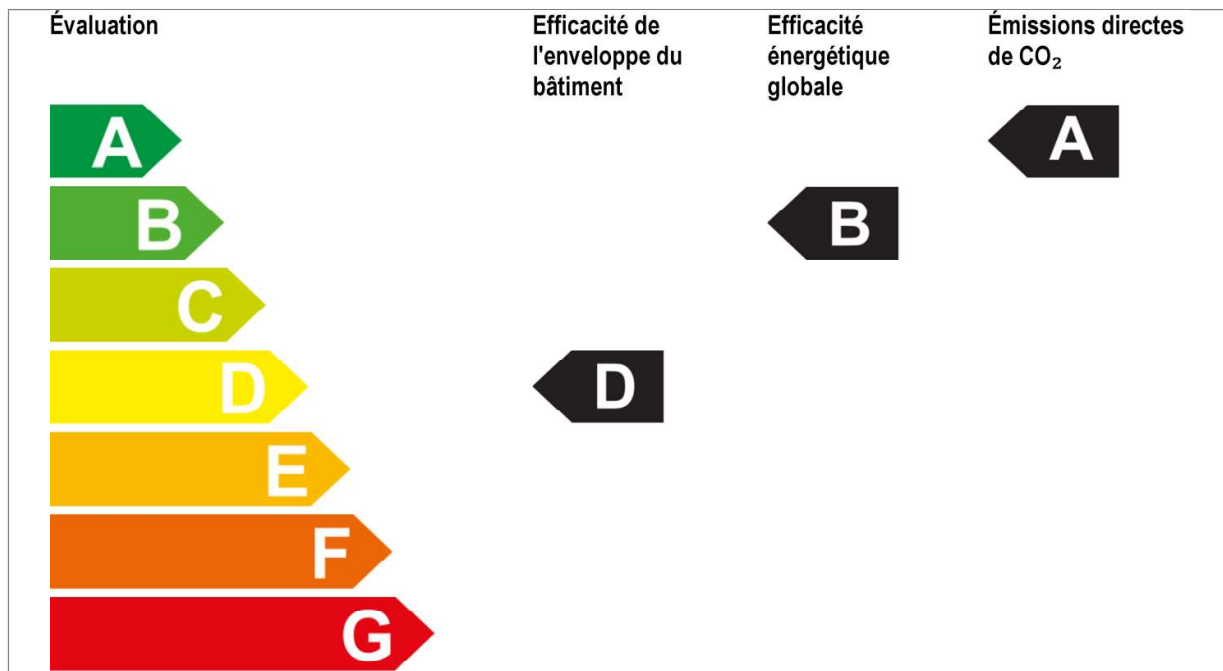 Évaluation
Efficacité de
l'enveloppe du
bâtiment
Efficacité
énergétique
globale
Émissions directes
de CO₂
A
A
B
B
C
D
D
E
F
G